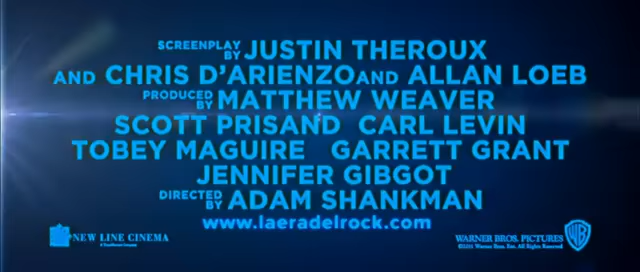 SCREENPLAY BY JUSTIN THEROUX
AND CHRIS D'ARIENZO AND ALLAN LOEB
PRODUCED BY MATTHEW WEAVER
SCOTT PRISAND CARL LEVIN
TOBEY MAGUIRE GARRETT GRANT
JENNIFER GIBGOT
DIRECTED BY ADAM SHANKMAN
www.laeradelrock.com
NEW LINE CINEMA
WARNER BROS. PICTURES
WB